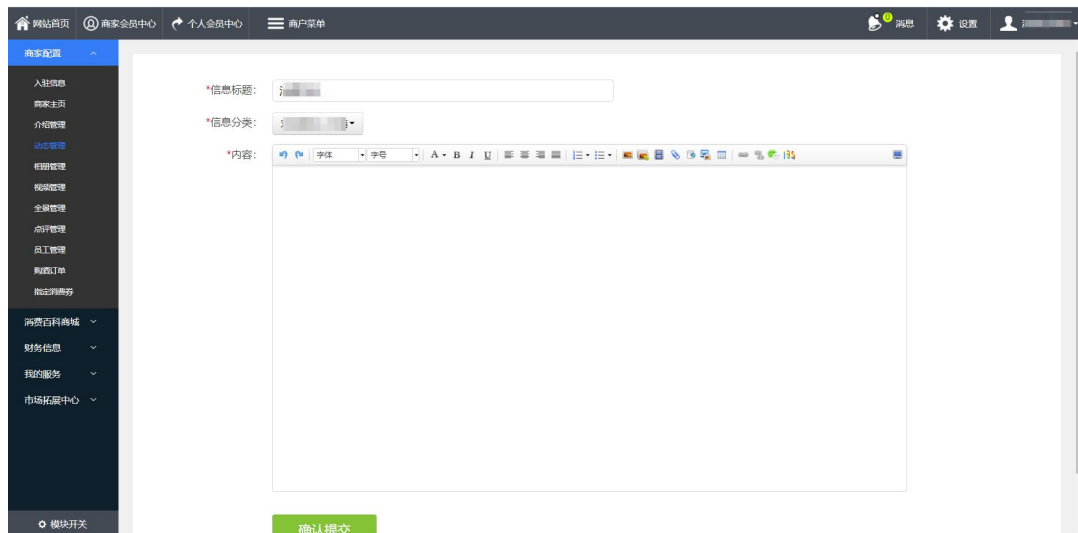 网站首页 商家会员中心 个人会员中心 商户菜单 0 消息 设置
商家配置
入驻信息
商家主页
介绍管理
动态管理
相册管理
视频管理
全景管理
点评管理
员工管理
购酒订单
指定消费券
消费百科商城
财务信息
我的服务
市场拓展中心
模块开关
*信息标题:
*信息分类:
*内容:
字体 字号 A B I U
确认提交